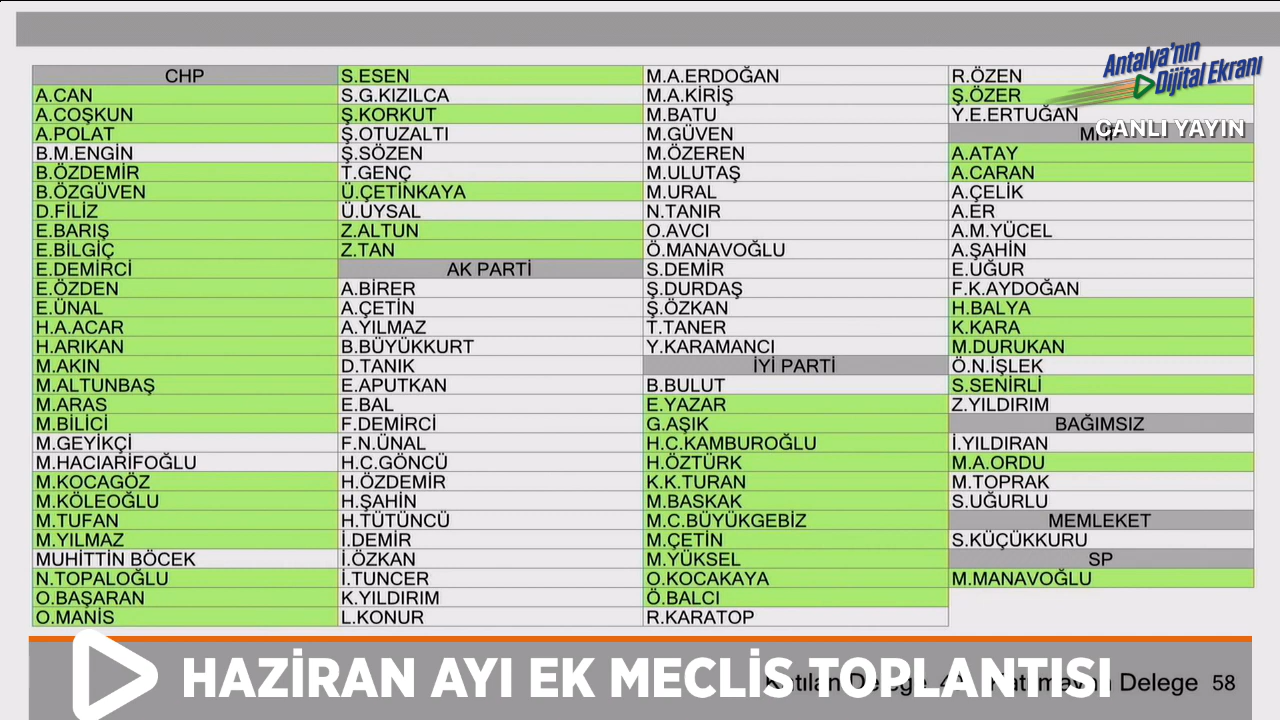 CHP
A.CAN
A.COŞKUN
A.POLAT
B.M.ENGİN
B.ÖZDEMİR
B.ÖZGÜVEN
D.FİLİZ
E.BARIŞ
E.BİLGİÇ
E.DEMİRCİ
E.ÖZDEN
E.ÜNAL
H.A.ACAR
H.ARIKAN
M.AKIN
M.ALTUNBAŞ
M.ARAS
M.BİLİCİ
M.GEYİKÇİ
M.HACIARİFOĞLU
M.KOCAGÖZ
M.KÖLEOĞLU
M.TUFAN
M.YILMAZ
MUHİTTİN BÖCEK
N.TOPALOĞLU
O.BAŞARAN
O.MANİS
S.ESEN
S.G.KIZILCA
Ş.KORKUT
Ş.OTUZALTI
Ş.SÖZEN
T.GENÇ
Ü.ÇETİNKAYA
Ü.UYSAL
Z.ALTUN
Z.TAN
AK PARTİ
A.BİRER
A.ÇETİN
A.YILMAZ
B.BÜYÜKKURT
D.TANIK
E.APUTKAN
E.BAL
F.DEMİRCİ
F.N.ÜNAL
H.C.GÖNCÜ
H.ÖZDEMİR
H.ŞAHİN
H.TÜTÜNCÜ
İ.DEMİR
İ.ÖZKAN
İ.TUNCER
K.YILDIRIM
L.KONUR
M.A.ERDOĞAN
M.A.KİRİŞ
M.BATU
M.GÜVEN
M.ÖZEREN
M.ULUTAŞ
M.URAL
N.TANIR
O.AVCI
Ö.MANAVOĞLU
S.DEMİR
Ş.DURDAŞ
Ş.ÖZKAN
T.TANER
Y.KARAMANCI
İYİ PARTİ
B.BULUT
E.YAZAR
G.AŞIK
H.C.KAMBUROĞLU
H.ÖZTÜRK
K.K.TURAN
M.BASKAK
M.C.BÜYÜKGEBİZ
M.ÇETİN
M.YÜKSEL
O.KOCAKAYA
Ö.BALCI
R.KARATOP
R.ÖZEN
Ş.ÖZER
Y.E.ERTUĞAN
A.ATAY
A.CARAN
A.ÇELİK
A.ER
A.M.YÜCEL
A.ŞAHİN
E.UĞUR
F.K.AYDOĞAN
H.BALYA
K.KARA
M.DURUKAN
Ö.N.İŞLEK
S.SENİRLİ
Z.YILDIRIM
BAĞIMSIZ
İ.YILDIRAN
M.A.ORDU
M.TOPRAK
S.UĞURLU
MEMLEKET
S.KÜÇÜKKURU
SP
M.MANAVOĞLU
Antalya'nın
Dijital Ekranı
CANLI YAYIN
HAZİRAN AYI EK MECLİS TOPLANTISI
Delege 58